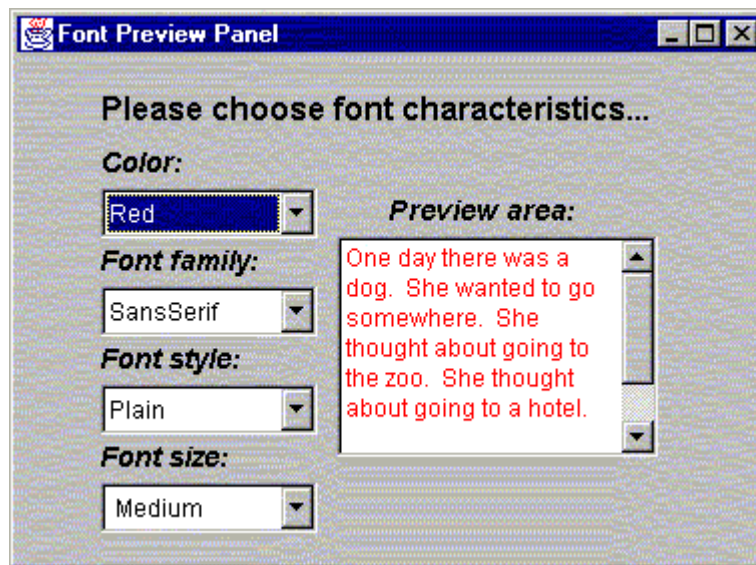 Font Preview Panel
Please choose font characteristics...
Color:
Red
Font family:
SansSerif
Font style:
Plain
Font size:
Medium
Preview area:
One day there was a
dog.  She wanted to go
somewhere.  She
thought about going to
the zoo.  She thought
about going to a hotel.